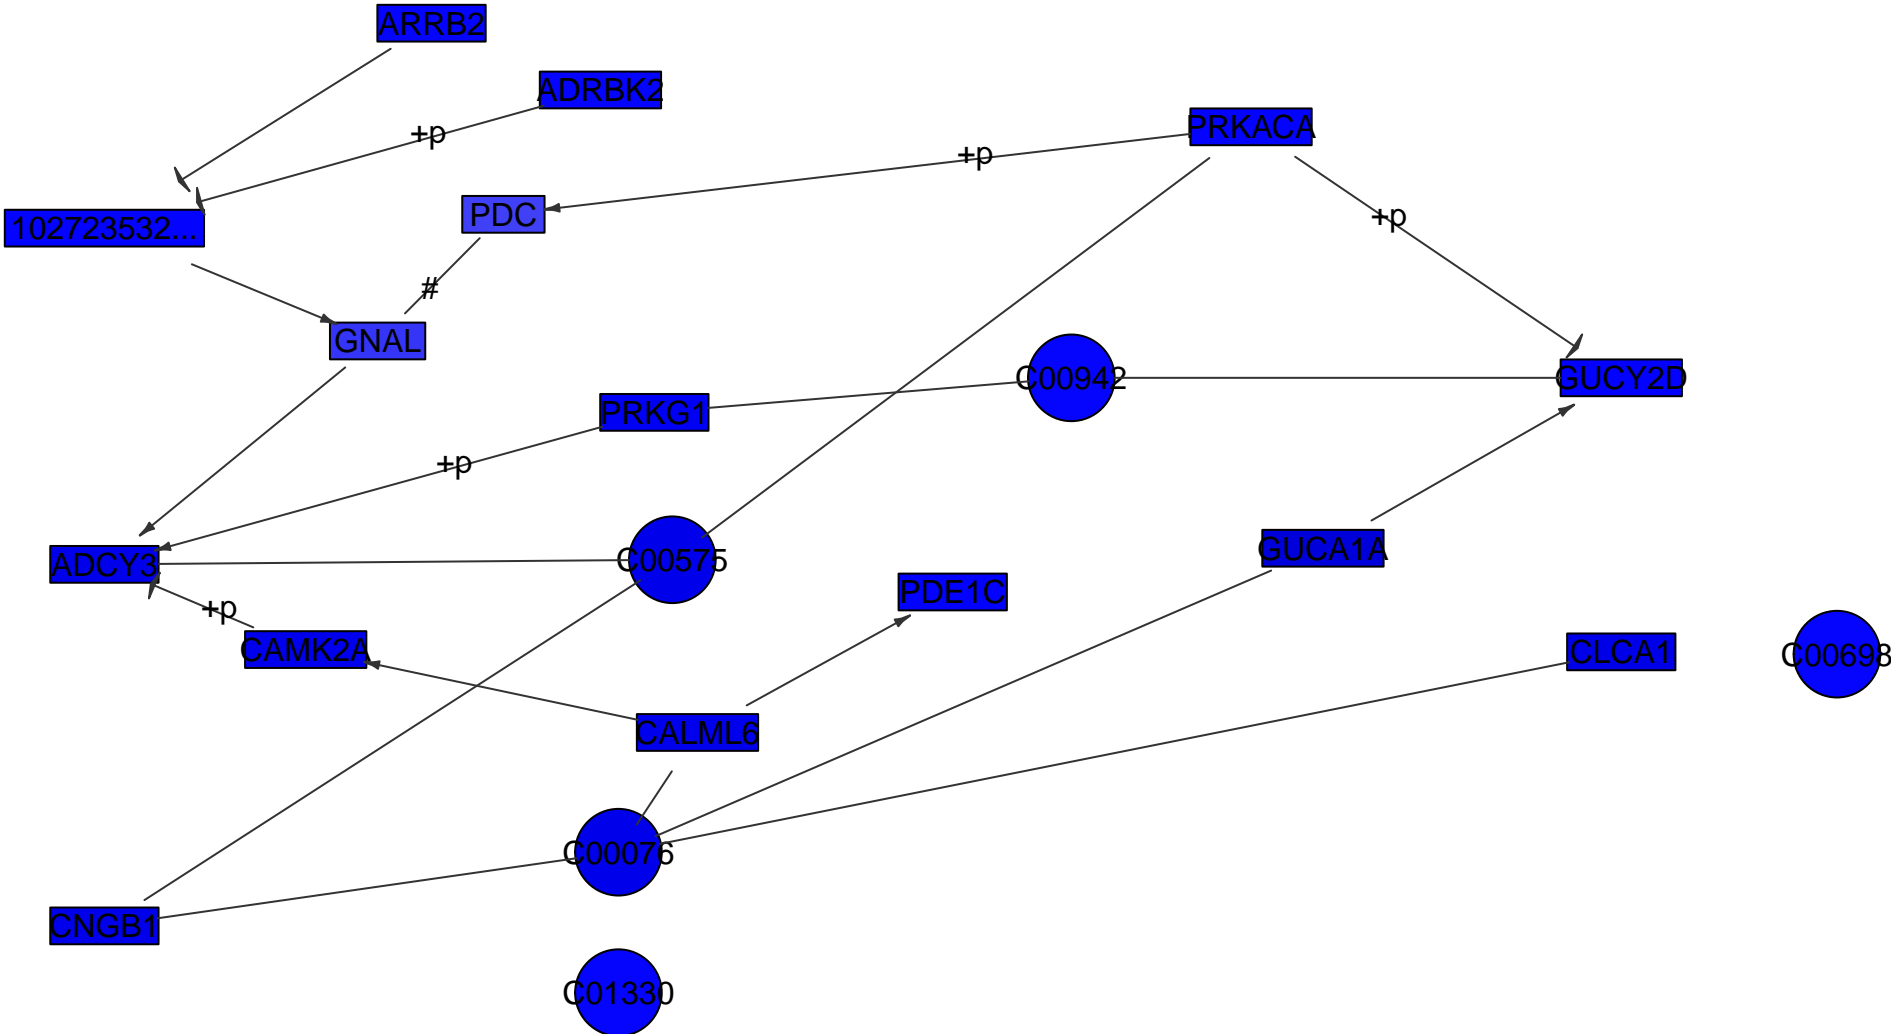 ARRB2
ADRBK2
PRKACA
+p
+p
PDC
+p
102723532...
#
GNAL
C00942
GUCY2D
PRKG1
+p
GUCA1A
C00575
ADCY3
PDE1C
+p
CAMK2A
CLCA1
C00698
CALML6
C00076
CNGB1
C01330